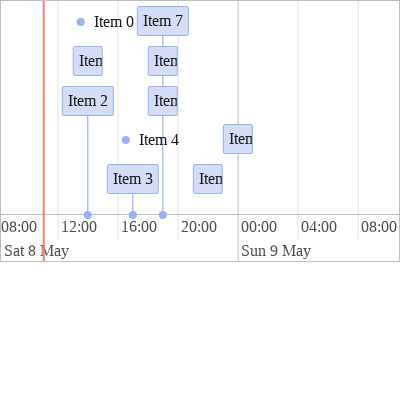 Item 0 Item 7
Iten Iten
Item 2 Iten
Item 4 Iten
Item 3 Iten
08:00 12:00 16:00 20:00 00:00 04:00 08:00
Sat 8 May Sun 9 May